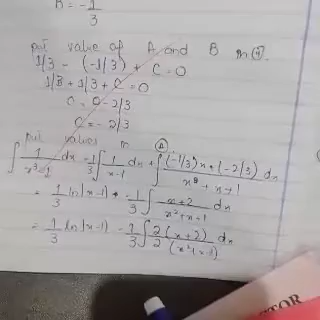 B = -1/3
put value of A and B in (4).
1/3 - (-1/3) + C = 0
1/3 + 1/3 + C = 0
C = 0 - 2/3
C = -2/3
put values in
∫ 1/(x³-1) dx = 1/3 ∫ 1/(x-1) dx + ∫ ((-1/3)x + (-2/3))/(x² + x + 1) dx
= 1/3 ln|x-1| + -1/3 ∫ (x+2)/(x²+x+1) dx
= 1/3 ln|x-1| - 1/3 ∫ 2(x+2)/2(x²+x+1) dx
CTOR